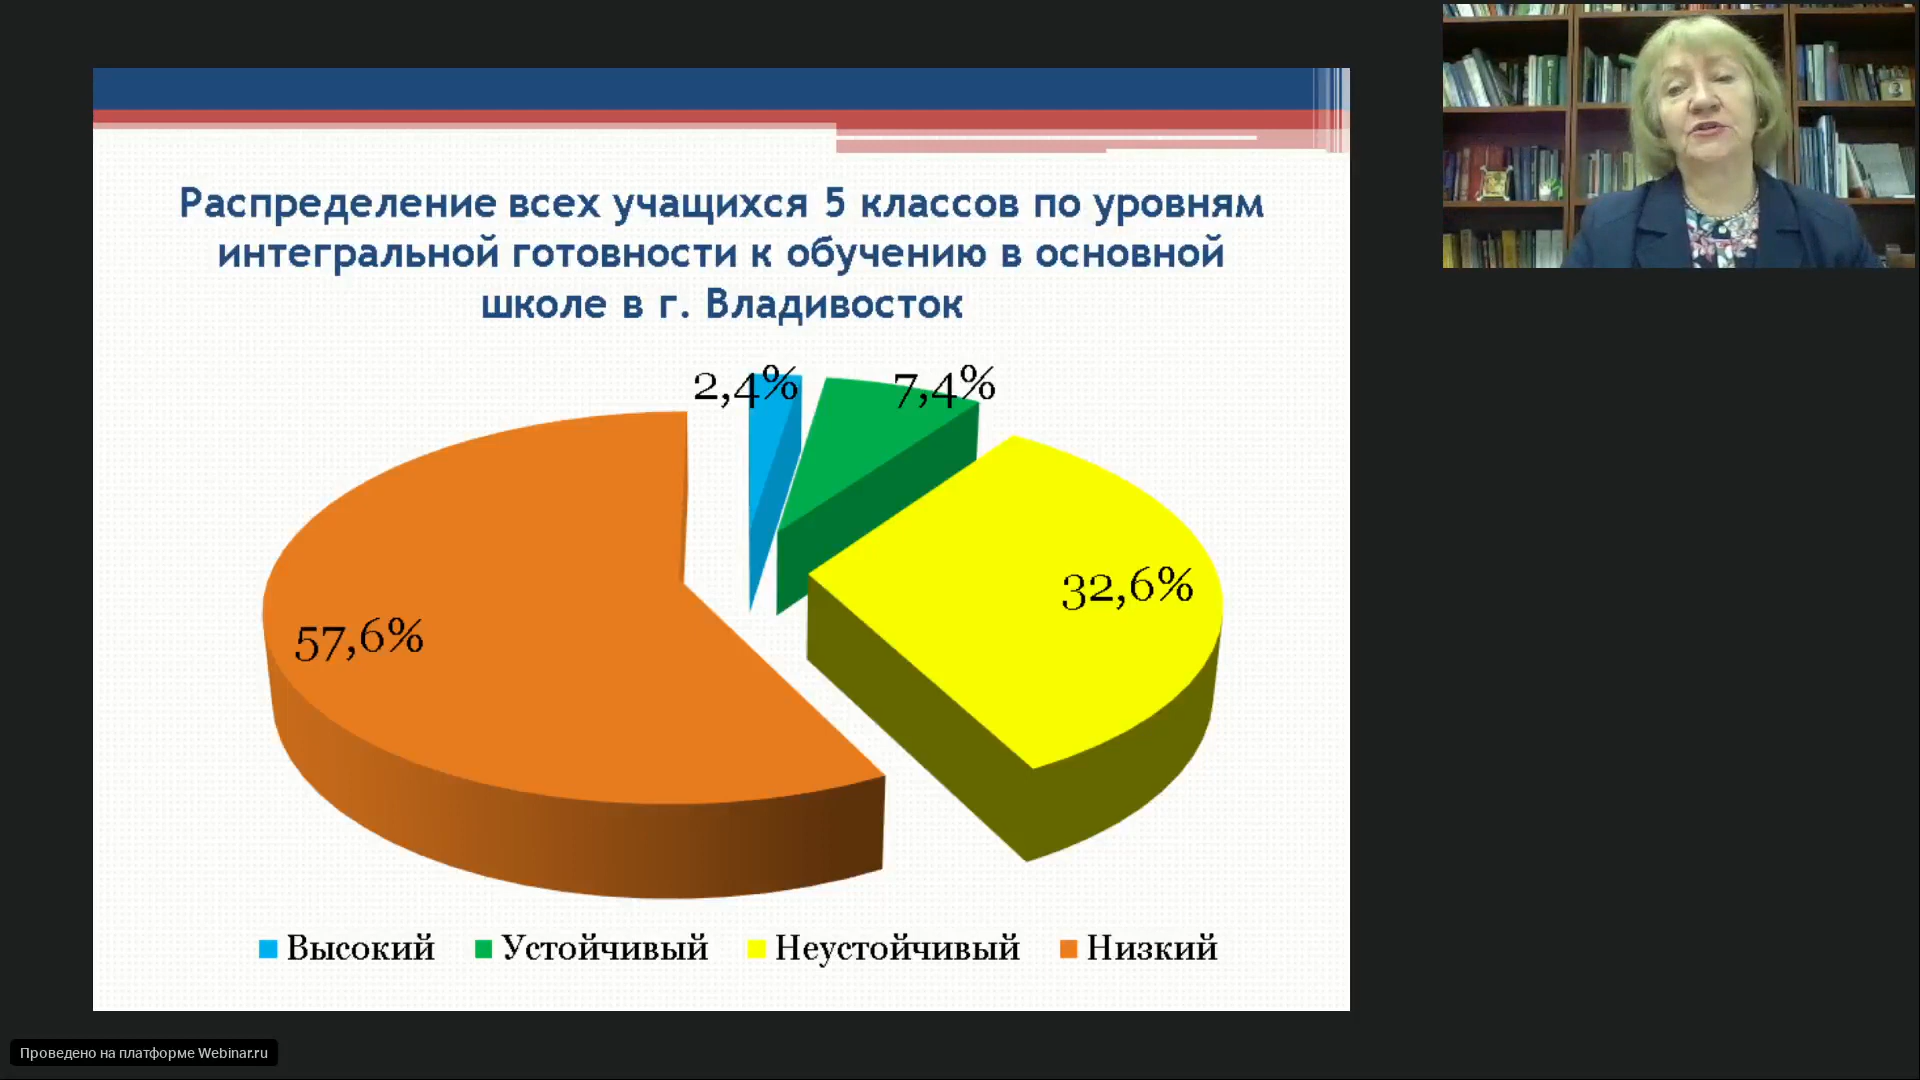 Распределение всех учащихся 5 классов по уровням
интегральной готовности к обучению в основной
школе в г. Владивосток
2,4%
7,4%
32,6%
57,6%
Высокий
Устойчивый
Неустойчивый
Низкий
Проведено на платформе Webinar.ru